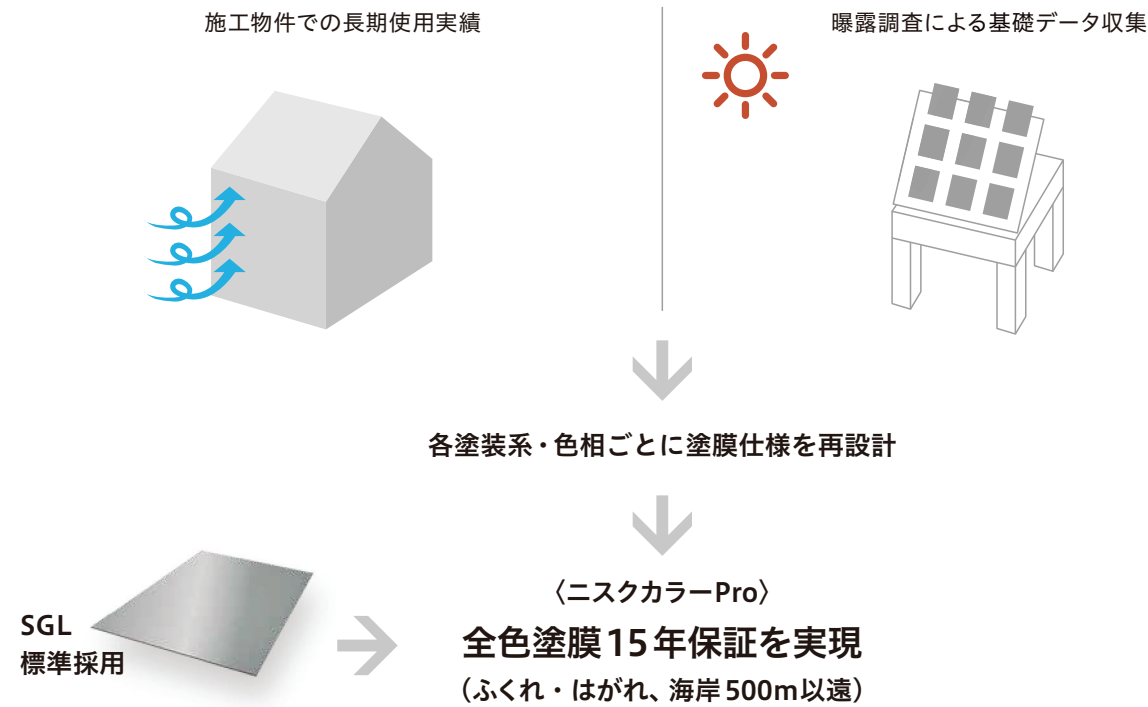 施工物件での長期使用実績
曝露調査による基礎データ収集
各塗装系・色相ごとに塗膜仕様を再設計
SGL
標準採用
〈ニスクカラーPro〉
全色塗膜15年保証を実現
（ふくれ・はがれ、海岸500m以遠）